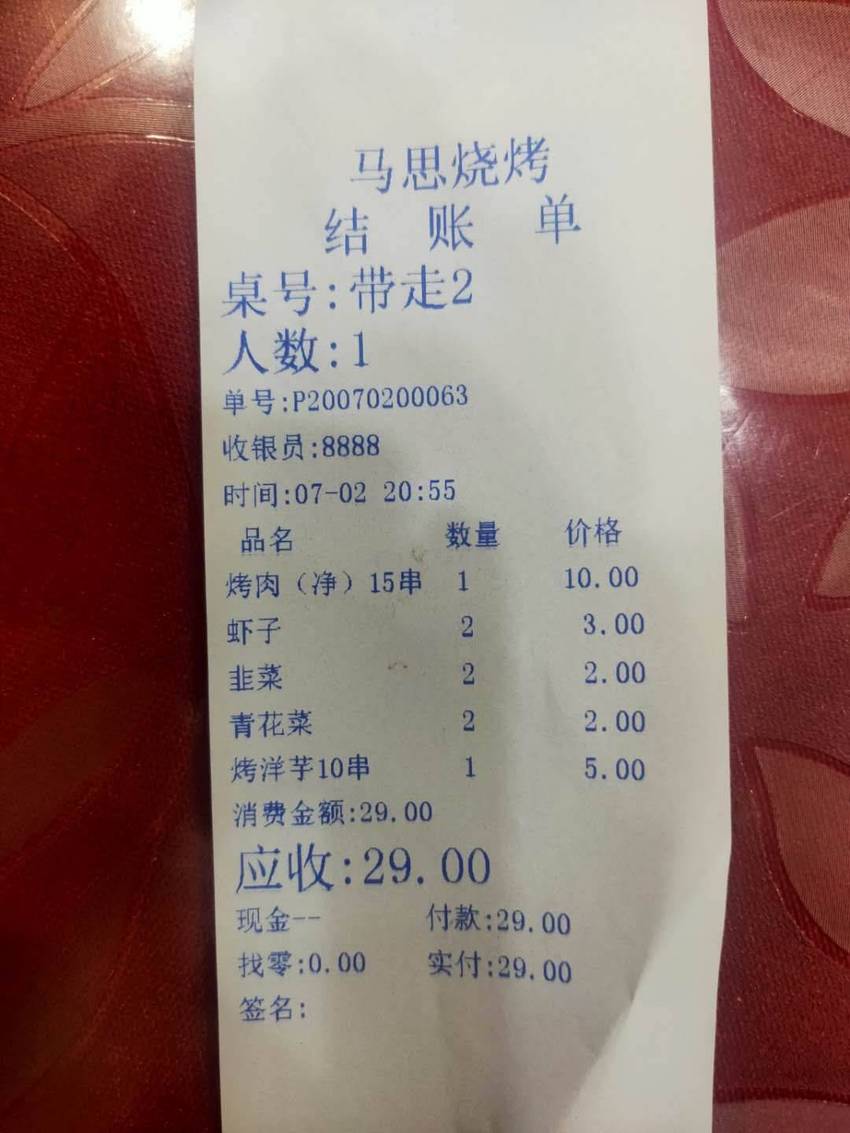 马思烧烤
结 账 单
桌号:带走2
人数:1
单号:P20070200063
收银员:8888
时间:07-02 20:55
品名 数量 价格
烤肉（净）15串 1 10.00
虾子 2 3.00
韭菜 2 2.00
青花菜 2 2.00
烤洋芋10串 1 5.00
消费金额:29.00
应收:29.00
现金-- 付款:29.00
找零:0.00 实付:29.00
签名: